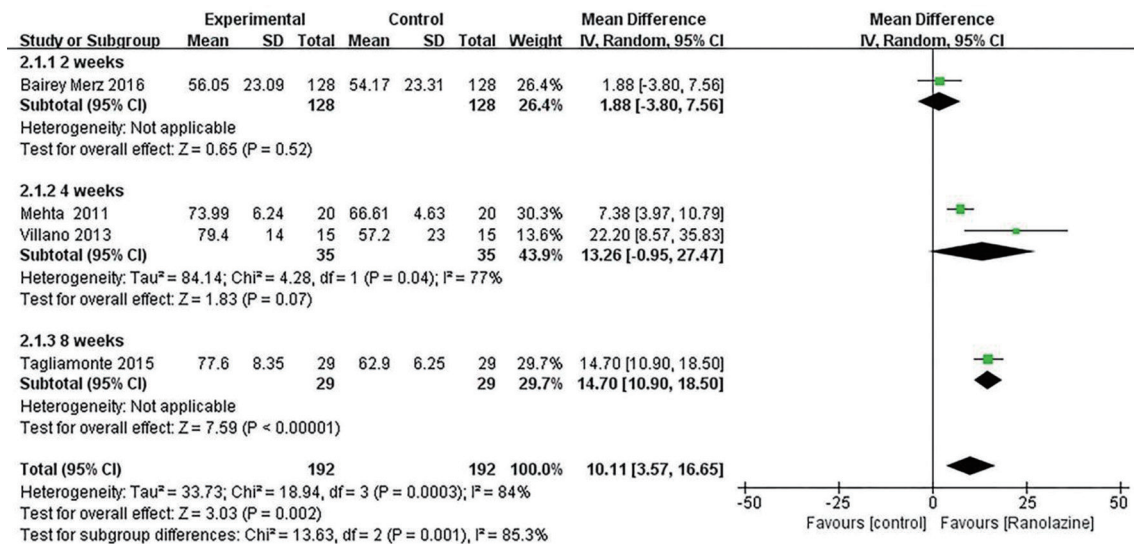 Experimental Control Mean Difference Mean Difference
Study or Subgroup Mean SD Total Mean SD Total Weight IV, Random, 95% CI IV, Random, 95% CI
2.1.1 2 weeks
Bairey Merz 2016 56.05 23.09 128 54.17 23.31 128 26.4% 1.88 [-3.80, 7.56]
Subtotal (95% CI) 128 128 26.4% 1.88 [-3.80, 7.56]
Heterogeneity: Not applicable
Test for overall effect: Z = 0.65 (P = 0.52)
2.1.2 4 weeks
Mehta 2011 73.99 6.24 20 66.61 4.63 20 30.3% 7.38 [3.97, 10.79]
Villano 2013 79.4 14 15 57.2 23 15 13.6% 22.20 [8.57, 35.83]
Subtotal (95% CI) 35 35 43.9% 13.26 [-0.95, 27.47]
Heterogeneity: Tau² = 84.14; Chi² = 4.28, df = 1 (P = 0.04); I² = 77%
Test for overall effect: Z = 1.83 (P = 0.07)
2.1.3 8 weeks
Tagliamonte 2015 77.6 8.35 29 62.9 6.25 29 29.7% 14.70 [10.90, 18.50]
Subtotal (95% CI) 29 29 29.7% 14.70 [10.90, 18.50]
Heterogeneity: Not applicable
Test for overall effect: Z = 7.59 (P < 0.00001)
Total (95% CI) 192 192 100.0% 10.11 [3.57, 16.65]
Heterogeneity: Tau² = 33.73; Chi² = 18.94, df = 3 (P = 0.0003); I² = 84%
Test for overall effect: Z = 3.03 (P = 0.002)
Test for subgroup differences: Chi² = 13.63, df = 2 (P = 0.001), I² = 85.3%
-50 -25 0 25 50
Favours [control] Favours [Ranolazine]